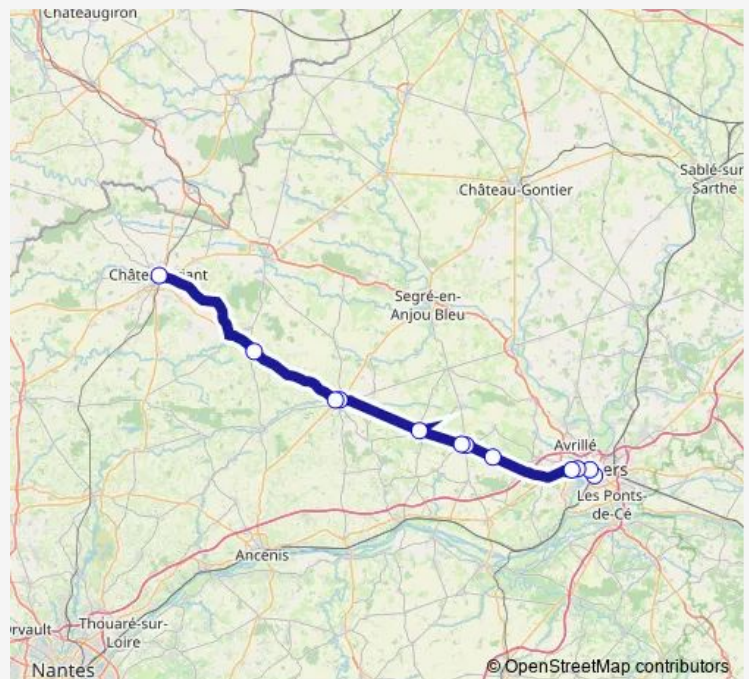 Châteaugiron
Sablé-sur-
Sarthe
Château-Gontier
Segré-en-
Anjou Bleu
Avrillé
Les Ponts-
de-Cé
Ancenis
Thouaré-sur-
Loire
Nantes
© OpenStreetMap contributors